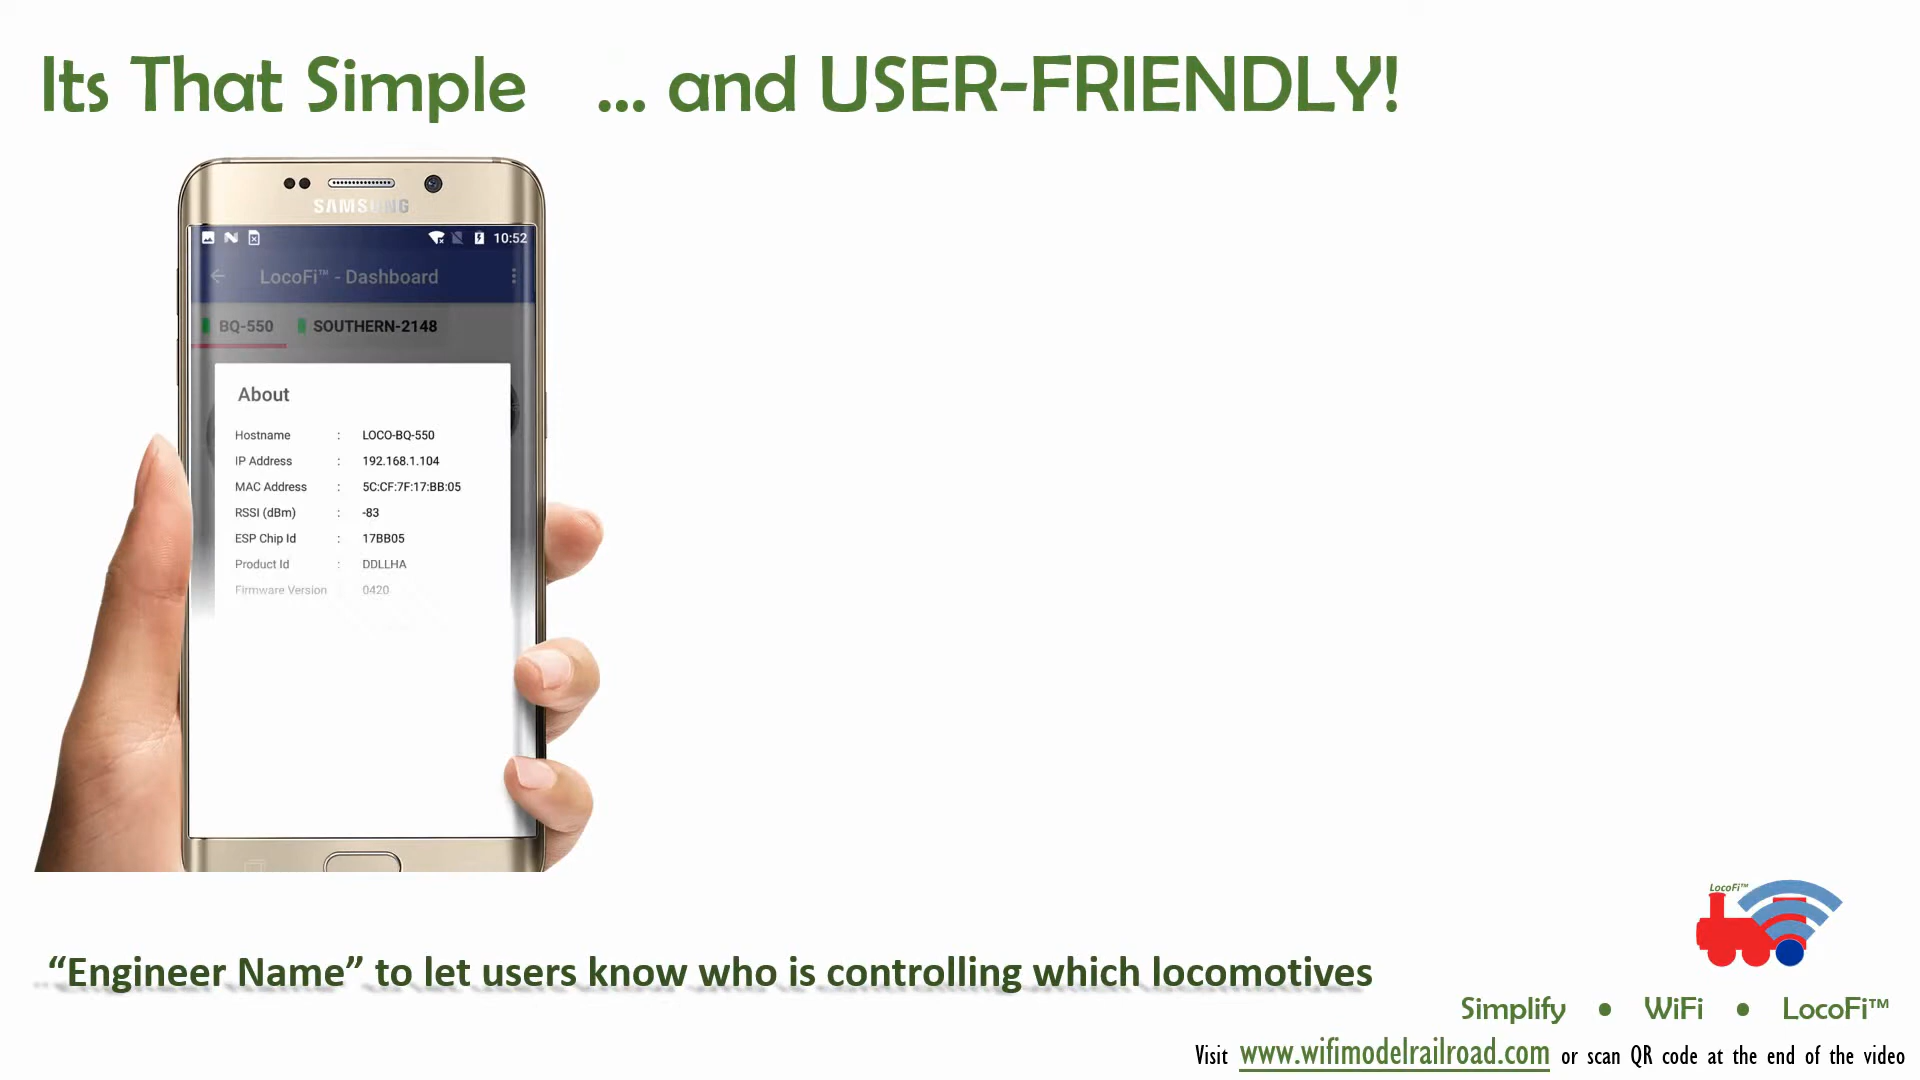 Its That Simple ... and USER-FRIENDLY!
SAMSUNG
10:52
LocoFi™ - Dashboard
BQ-550 SOUTHERN-2148
About
Hostname : LOCO-BQ-550
IP Address : 192.168.1.104
MAC Address : 5C:CF:7F:17:BB:05
RSSI (dBm) : -83
ESP Chip Id : 17BB05
Product Id : DDLLHA
Firmware Version : 0420
LocoFi™
“Engineer Name” to let users know who is controlling which locomotives
Simplify • WiFi • LocoFi™
Visit www.wifimodelrailroad.com or scan QR code at the end of the video